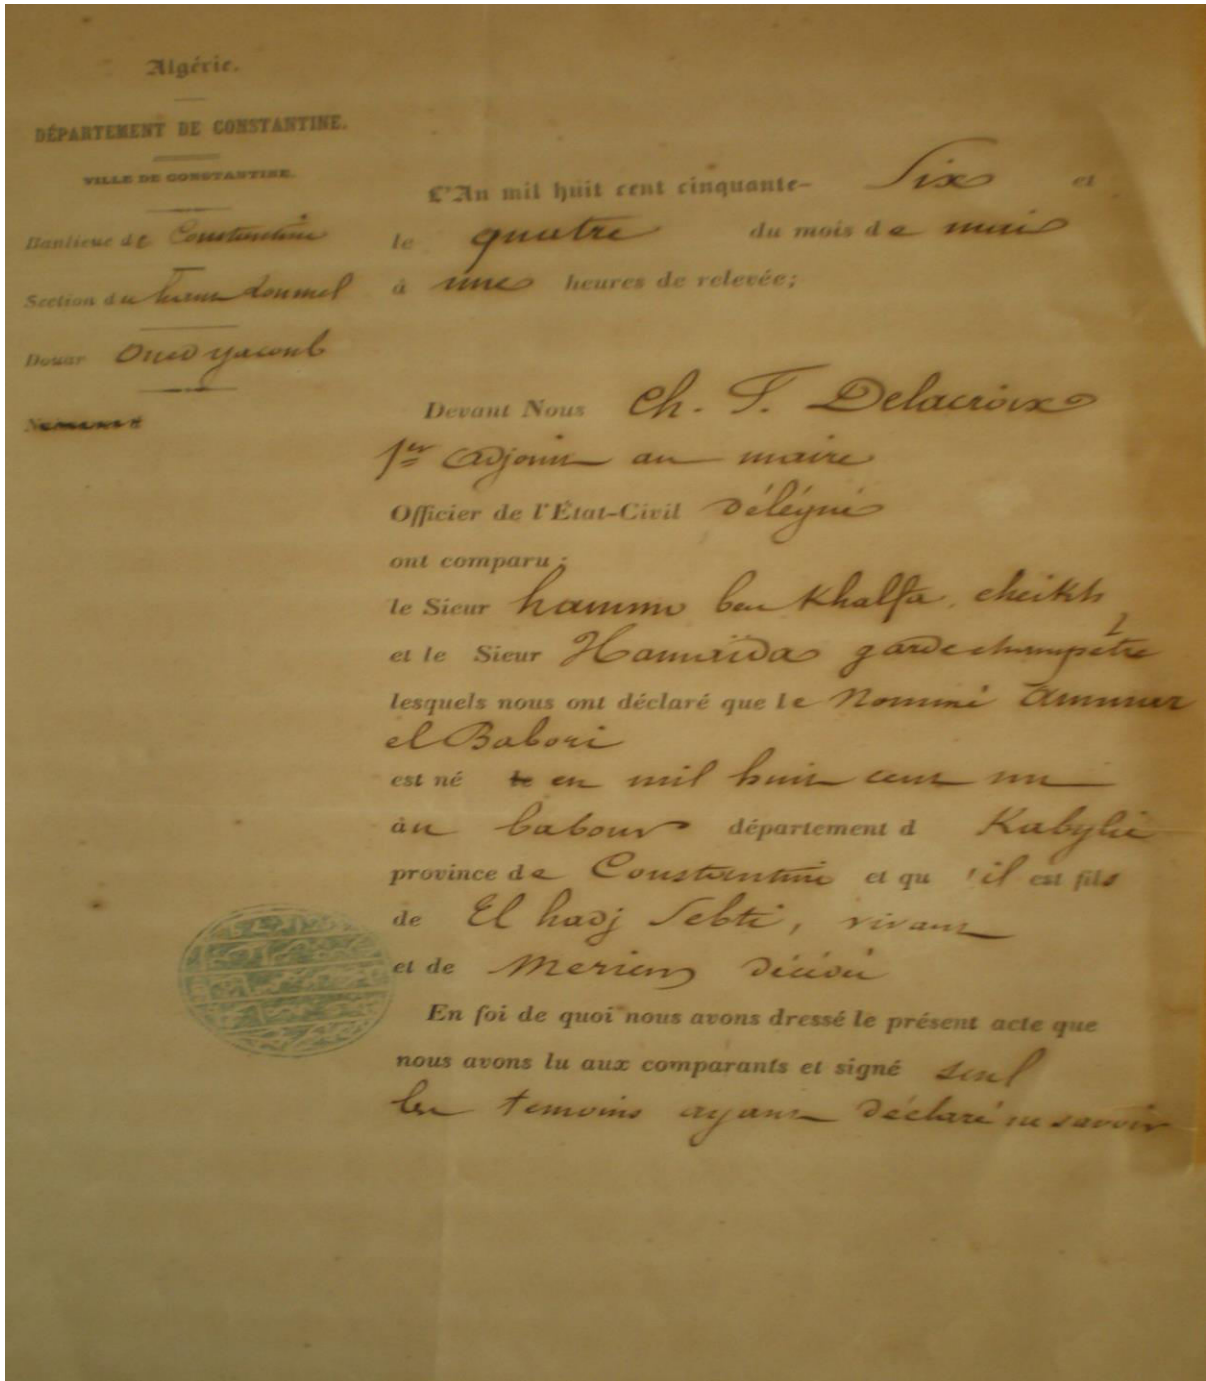 Algérie.
DÉPARTEMENT DE CONSTANTINE.
VILLE DE CONSTANTINE.
Banlieue de Constantine
Section du
Douar Oued yacoub
L'An mil huit cent cinquante- Six et
le quatre du mois de mai
à une heures de relevée;
Devant Nous Ch. F. Delacroix
1er adjoint au maire
Officier de l'État-Civil délégué
ont comparu :
le Sieur hammu ben Khalfa, cheikh
et le Sieur Hamaïda garde champêtre
lesquels nous ont déclaré que le Nommé Ammar
el Babori
est né le en mil huit cent un
au babour département d Kabylie
province de Constantine et qu 'il est fils
de El hadj Sebti, vivant
et de Meriem décédé
En foi de quoi nous avons dressé le présent acte que
nous avons lu aux comparants et signé seul
les temoins ayant déclaré ne savoir